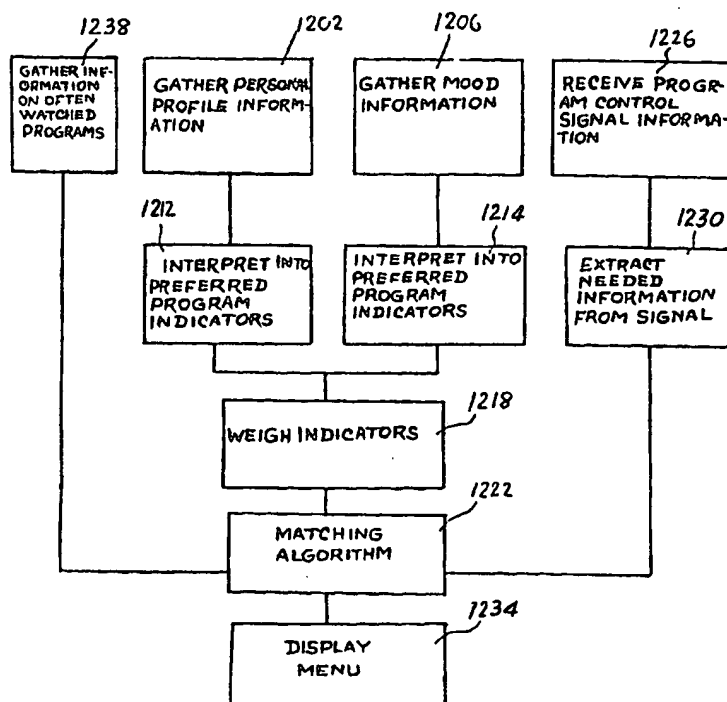 1238
GATHER INF-
ORMATION
ON OFTEN
WATCHED
PROGRAMS
1202
GATHER PERSONAL
PROFILE INFORM-
ATION
1206
GATHER MOOD
INFORMATION
1226
RECEIVE PROGR-
AM CONTROL
SIGNAL INFORMA-
TION
1212
INTERPRET INTO
PREFERRED
PROGRAM
INDICATORS
1214
INTERPRET INTO
PREFERRED
PROGRAM
INDICATORS
1230
EXTRACT
NEEDED
INFORMATION
FROM SIGNAL
1218
WEIGH INDICATORS
1222
MATCHING
ALGORITHM
1234
DISPLAY
MENU